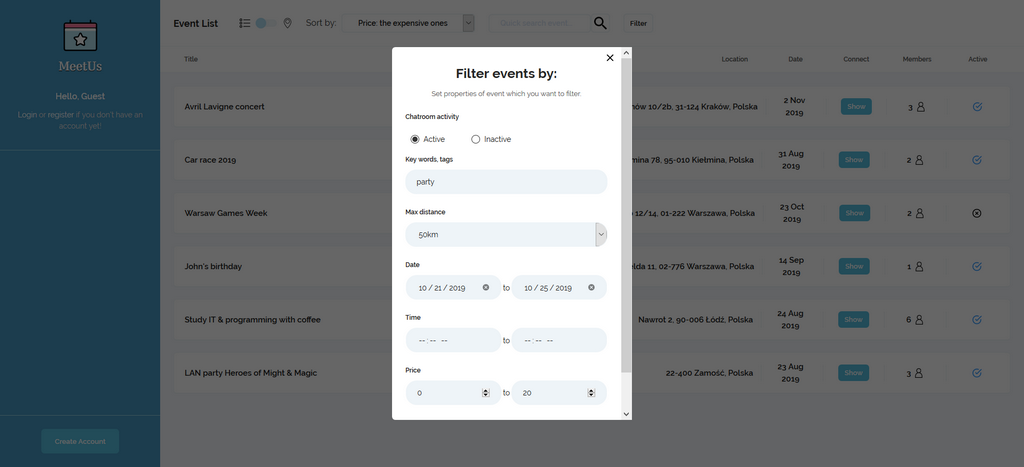 MeetUs
Hello, Guest
Login or register if you don't have an
account yet!
Create Account
Event List
Sort by:
Price: the expensive ones
Quick search event...
Filter
Title
Location
Date
Connect
Members
Active
Avril Lavigne concert
10/2b, 31-124 Kraków, Polska
2 Nov
2019
Show
3
Car race 2019
78, 95-010 Kiełmina, Polska
31 Aug
2019
Show
2
Warsaw Games Week
12/14, 01-222 Warszawa, Polska
23 Oct
2019
Show
2
John's birthday
11, 02-776 Warszawa, Polska
14 Sep
2019
Show
1
Study IT & programming with coffee
Nawrot 2, 90-006 Łódź, Polska
24 Aug
2019
Show
6
LAN party Heroes of Might & Magic
22-400 Zamość, Polska
23 Aug
2019
Show
3
Filter events by:
Set properties of event which you want to filter.
Chatroom activity
Active
Inactive
Key words, tags
party
Max distance
50km
Date
10 / 21 / 2019 to 10 / 25 / 2019
Time
-- : -- -- to -- : -- --
Price
0 to 20